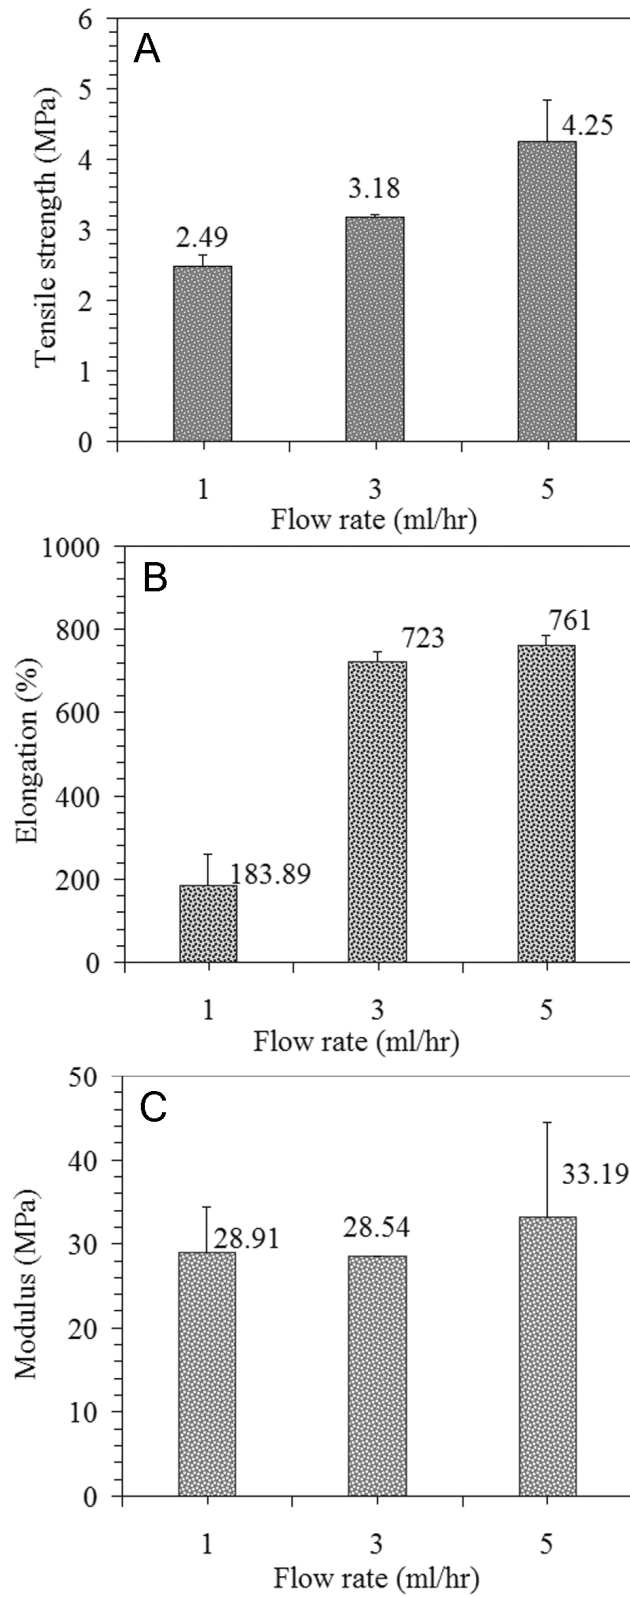 A
Tensile strength (MPa)
6
5
4
3
2
1
0
2.49
3.18
4.25
1 3 5
Flow rate (ml/hr)
B
Elongation (%)
1000
800
600
400
200
0
183.89
723
761
1 3 5
Flow rate (ml/hr)
C
Modulus (MPa)
50
40
30
20
10
0
28.91
28.54
33.19
1 3 5
Flow rate (ml/hr)